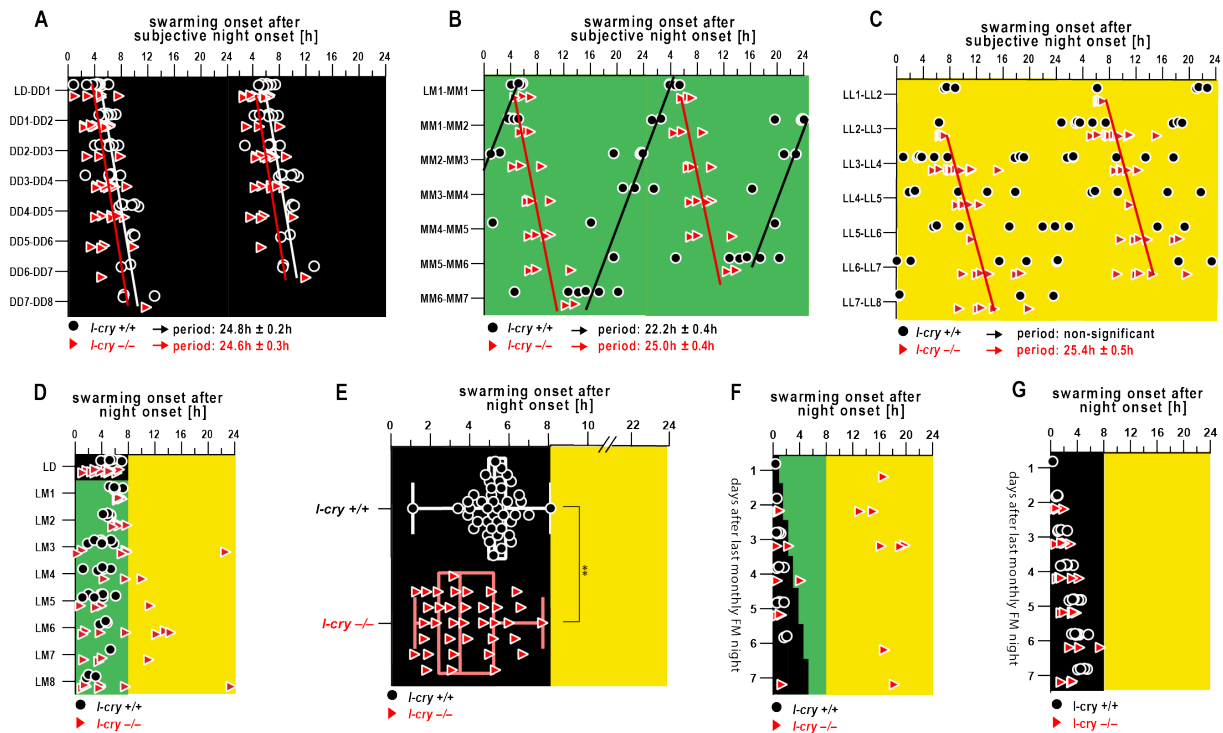 A
swarming onset after
subjective night onset [h]
0 4 8 12 16 20 24 4 8 12 16 20 24
LD-DD1
DD1-DD2
DD2-DD3
DD3-DD4
DD4-DD5
DD5-DD6
DD6-DD7
DD7-DD8
l-cry +/+ → period: 24.8h ± 0.2h
l-cry −/− → period: 24.6h ± 0.3h
B
swarming onset after
subjective night onset [h]
0 4 8 12 16 20 24 4 8 12 16 20 24
LM1-MM1
MM1-MM2
MM2-MM3
MM3-MM4
MM4-MM5
MM5-MM6
MM6-MM7
l-cry +/+ → period: 22.2h ± 0.4h
l-cry −/− → period: 25.0h ± 0.4h
C
swarming onset after
subjective night onset [h]
0 4 8 12 16 20 24 4 8 12 16 20 24
LL1-LL2
LL2-LL3
LL3-LL4
LL4-LL5
LL5-LL6
LL6-LL7
LL7-LL8
l-cry +/+ → period: non-significant
l-cry −/− → period: 25.4h ± 0.5h
D
swarming onset after
night onset [h]
0 4 8 12 16 20 24
LD
LM1
LM2
LM3
LM4
LM5
LM6
LM7
LM8
l-cry +/+
l-cry −/−
E
swarming onset after
night onset [h]
0 2 4 6 8 10 // 22 24
l-cry +/+
l-cry −/−
**
l-cry +/+
l-cry −/−
F
swarming onset after
night onset [h]
0 4 8 12 16 20 24
days after last monthly FM night
1
2
3
4
5
6
7
l-cry +/+
l-cry −/−
G
swarming onset after
night onset [h]
0 4 8 12 16 20 24
days after last monthly FM night
1
2
3
4
5
6
7
l-cry +/+
l-cry −/−